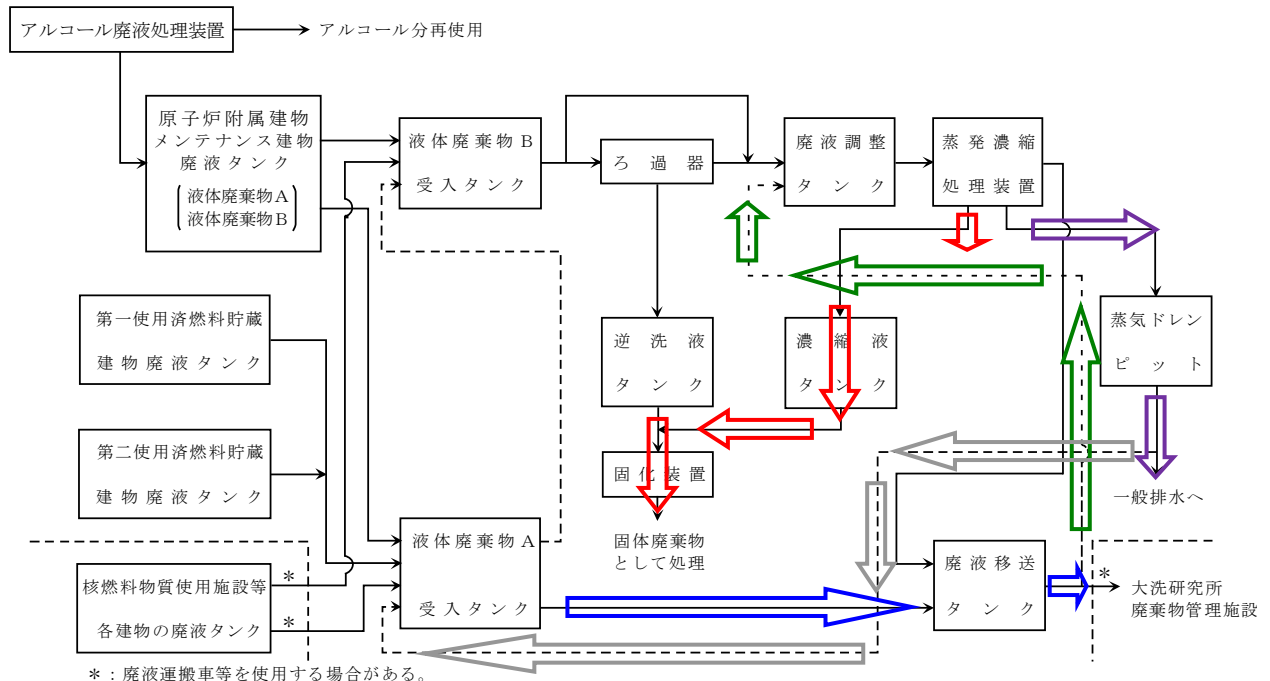 アルコール廃液処理装置
アルコール分再使用
原子炉附属建物
メンテナンス建物
廃液タンク
液体廃棄物A
液体廃棄物B
液体廃棄物B
受入タンク
ろ過器
廃液調整
タンク
蒸発濃縮
処理装置
第一使用済燃料貯蔵
建物廃液タンク
逆洗液
タンク
濃縮液
タンク
蒸気ドレン
ピット
第二使用済燃料貯蔵
建物廃液タンク
固化装置
一般排水へ
固体廃棄物
として処理
液体廃棄物A
受入タンク
廃液移送
タンク
核燃料物質使用施設等
各建物の廃液タンク
*
*
*
大洗研究所
廃棄物管理施設
*:廃液運搬車等を使用する場合がある。